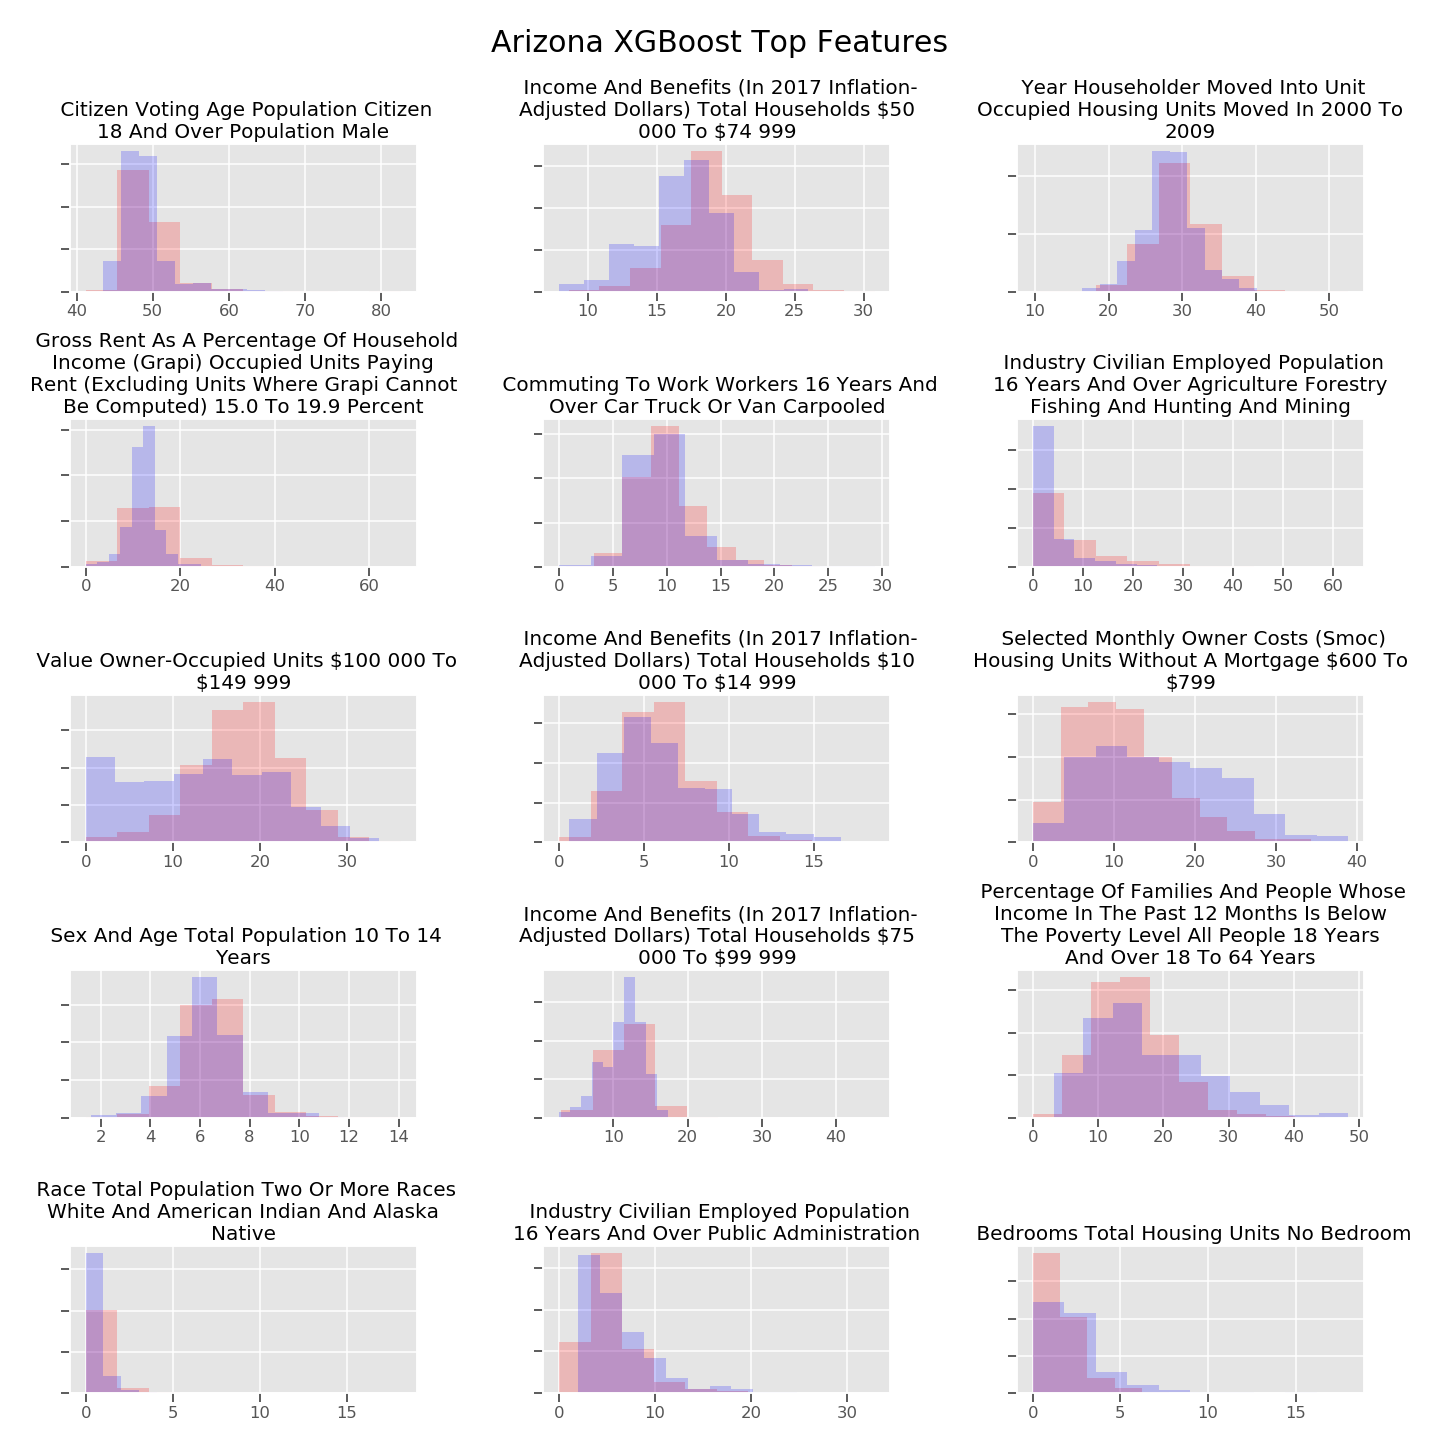 Arizona XGBoost Top Features
Citizen Voting Age Population Citizen
18 And Over Population Male
40 50 60 70 80
Income And Benefits (In 2017 Inflation-
Adjusted Dollars) Total Households $50
000 To $74 999
10 15 20 25 30
Year Householder Moved Into Unit
Occupied Housing Units Moved In 2000 To
2009
10 20 30 40 50
Gross Rent As A Percentage Of Household
Income (Grapi) Occupied Units Paying
Rent (Excluding Units Where Grapi Cannot
Be Computed) 15.0 To 19.9 Percent
0 20 40 60
Commuting To Work Workers 16 Years And
Over Car Truck Or Van Carpooled
0 5 10 15 20 25 30
Industry Civilian Employed Population
16 Years And Over Agriculture Forestry
Fishing And Hunting And Mining
0 10 20 30 40 50 60
Value Owner-Occupied Units $100 000 To
$149 999
0 10 20 30
Income And Benefits (In 2017 Inflation-
Adjusted Dollars) Total Households $10
000 To $14 999
0 5 10 15
Selected Monthly Owner Costs (Smoc)
Housing Units Without A Mortgage $600 To
$799
0 10 20 30 40
Sex And Age Total Population 10 To 14
Years
2 4 6 8 10 12 14
Income And Benefits (In 2017 Inflation-
Adjusted Dollars) Total Households $75
000 To $99 999
10 20 30 40
Percentage Of Families And People Whose
Income In The Past 12 Months Is Below
The Poverty Level All People 18 Years
And Over 18 To 64 Years
0 10 20 30 40 50
Race Total Population Two Or More Races
White And American Indian And Alaska
Native
0 5 10 15
Industry Civilian Employed Population
16 Years And Over Public Administration
0 10 20 30
Bedrooms Total Housing Units No Bedroom
0 5 10 15